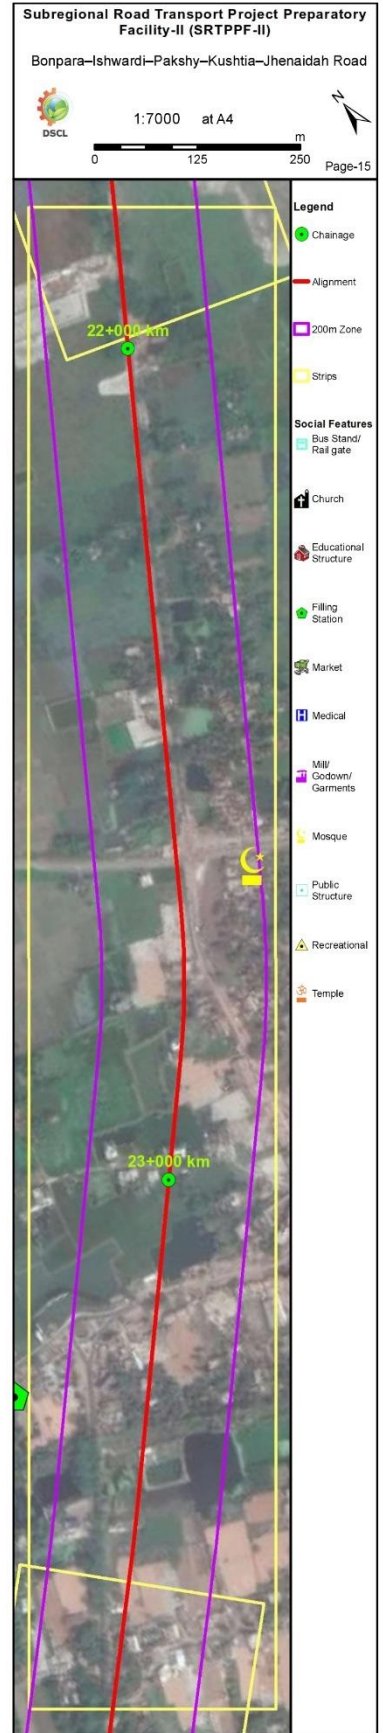 Subregional Road Transport Project Preparatory
Facility-II (SRTPPF-II)
Bonpara–Ishwardi–Pakshy–Kushtia–Jhenaidah Road
DSCL
1:7000 at A4
N
m
0 125 250
Page-15
22+000 km
23+000 km
Legend
Chainage
Alignment
200m Zone
Strips
Social Features
Bus Stand/
Rail gate
Church
Educational
Structure
Filling
Station
Market
Medical
Mill/
Godown/
Garments
Mosque
Public
Structure
Recreational
Temple